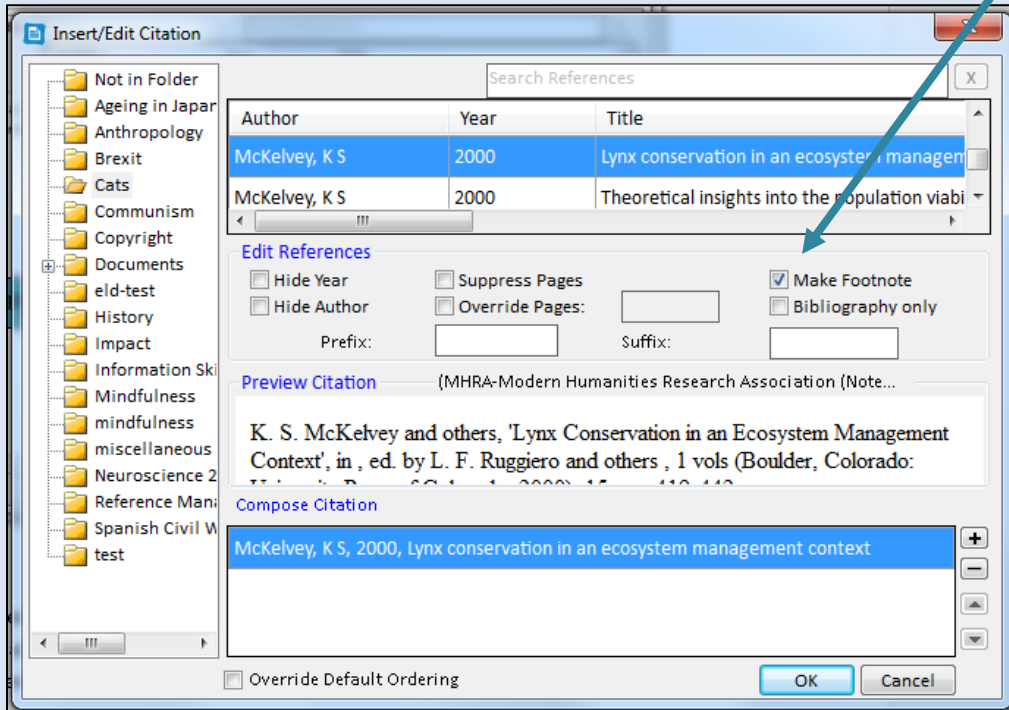 Insert/Edit Citation
Not in Folder
Ageing in Japan
Anthropology
Brexit
Cats
Communism
Copyright
Documents
eld-test
History
Impact
Information Ski
Mindfulness
mindfulness
miscellaneous
Neuroscience 2
Reference Mana
Spanish Civil W
test
Search References
X
Author Year Title
McKelvey, K S 2000 Lynx conservation in an ecosystem managem
McKelvey, K S 2000 Theoretical insights into the population viabi
Edit References
Hide Year Suppress Pages Make Footnote
Hide Author Override Pages: Bibliography only
Prefix: Suffix:
Preview Citation (MHRA-Modern Humanities Research Association (Note...
K. S. McKelvey and others, 'Lynx Conservation in an Ecosystem Management
Context', in , ed. by L. F. Ruggiero and others , 1 vols (Boulder, Colorado:
Compose Citation
McKelvey, K S, 2000, Lynx conservation in an ecosystem management context
Override Default Ordering
OK Cancel